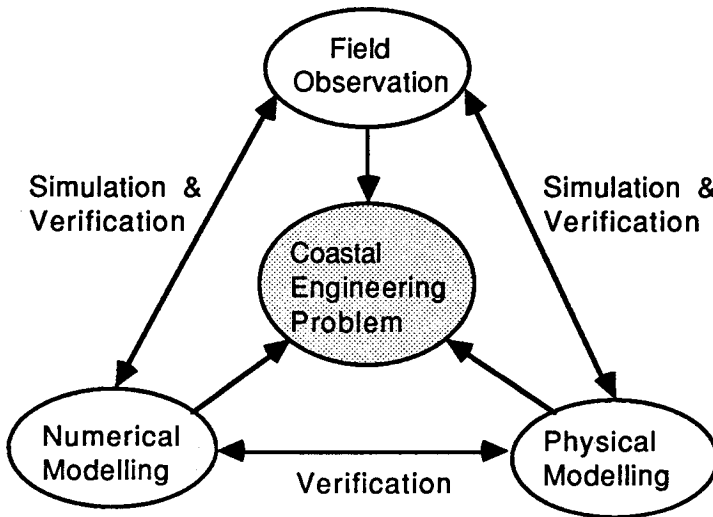 Field
Observation
Simulation &
Verification
Simulation &
Verification
Coastal
Engineering
Problem
Numerical
Modelling
Verification
Physical
Modelling